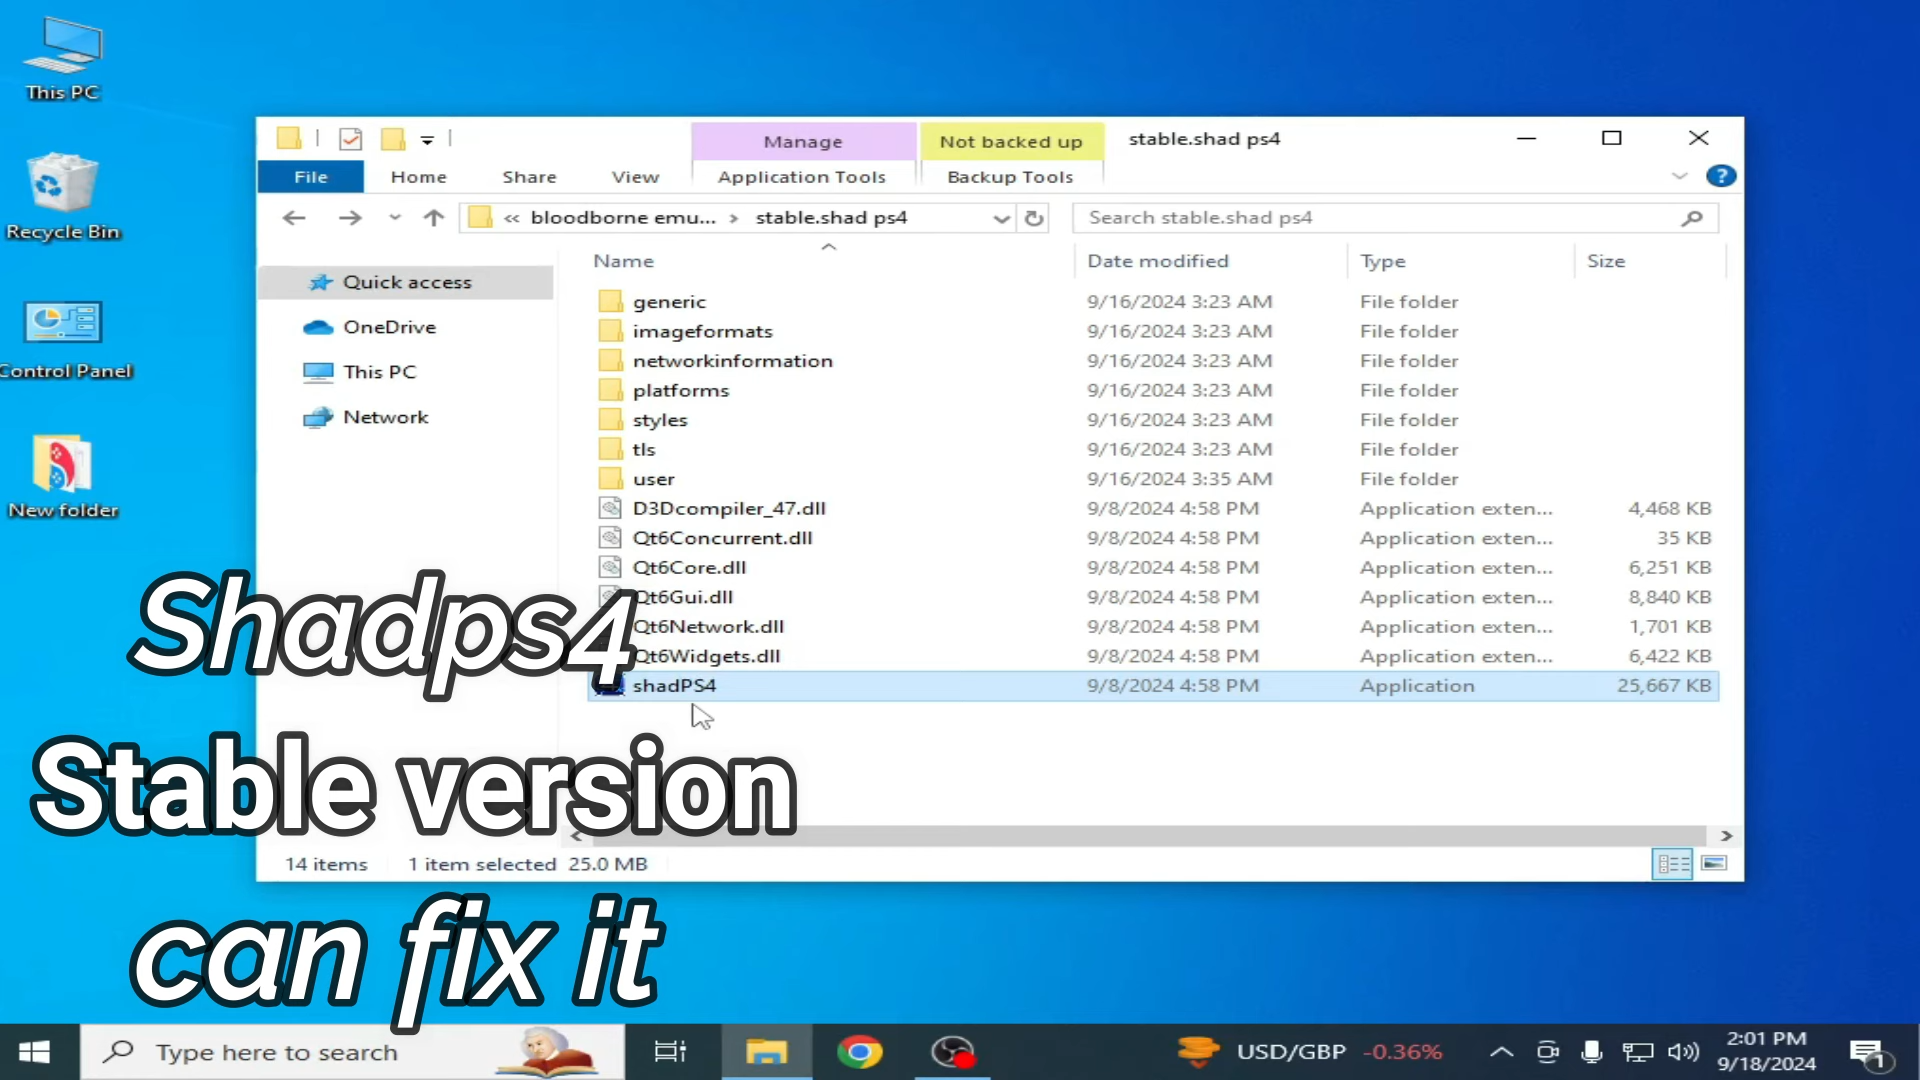 This PC
Recycle Bin
Control Panel
New folder
Manage
Not backed up
stable.shad ps4
File
Home
Share
View
Application Tools
Backup Tools
?
« bloodborne emu... › stable.shad ps4
Search stable.shad ps4
Quick access
OneDrive
This PC
Network
Name Date modified Type Size
generic 9/16/2024 3:23 AM File folder
imageformats 9/16/2024 3:23 AM File folder
networkinformation 9/16/2024 3:23 AM File folder
platforms 9/16/2024 3:23 AM File folder
styles 9/16/2024 3:23 AM File folder
tls 9/16/2024 3:23 AM File folder
user 9/16/2024 3:35 AM File folder
D3Dcompiler_47.dll 9/8/2024 4:58 PM Application exten... 4,468 KB
Qt6Concurrent.dll 9/8/2024 4:58 PM Application exten... 35 KB
Qt6Core.dll 9/8/2024 4:58 PM Application exten... 6,251 KB
Qt6Gui.dll 9/8/2024 4:58 PM Application exten... 8,840 KB
Qt6Network.dll 9/8/2024 4:58 PM Application exten... 1,701 KB
Qt6Widgets.dll 9/8/2024 4:58 PM Application exten... 6,422 KB
shadPS4 9/8/2024 4:58 PM Application 25,667 KB
14 items 1 item selected 25.0 MB
Shadps4
Stable version
can fix it
Type here to search
USD/GBP -0.36%
2:01 PM
9/18/2024
1